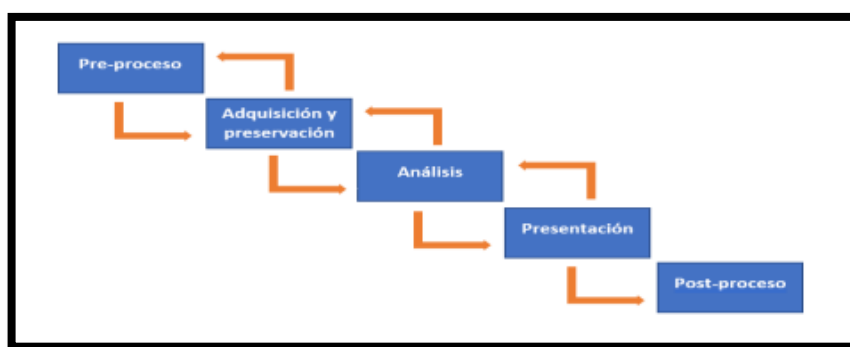 Pre-proceso
Adquisición y
preservación
Análisis
Presentación
Post-proceso